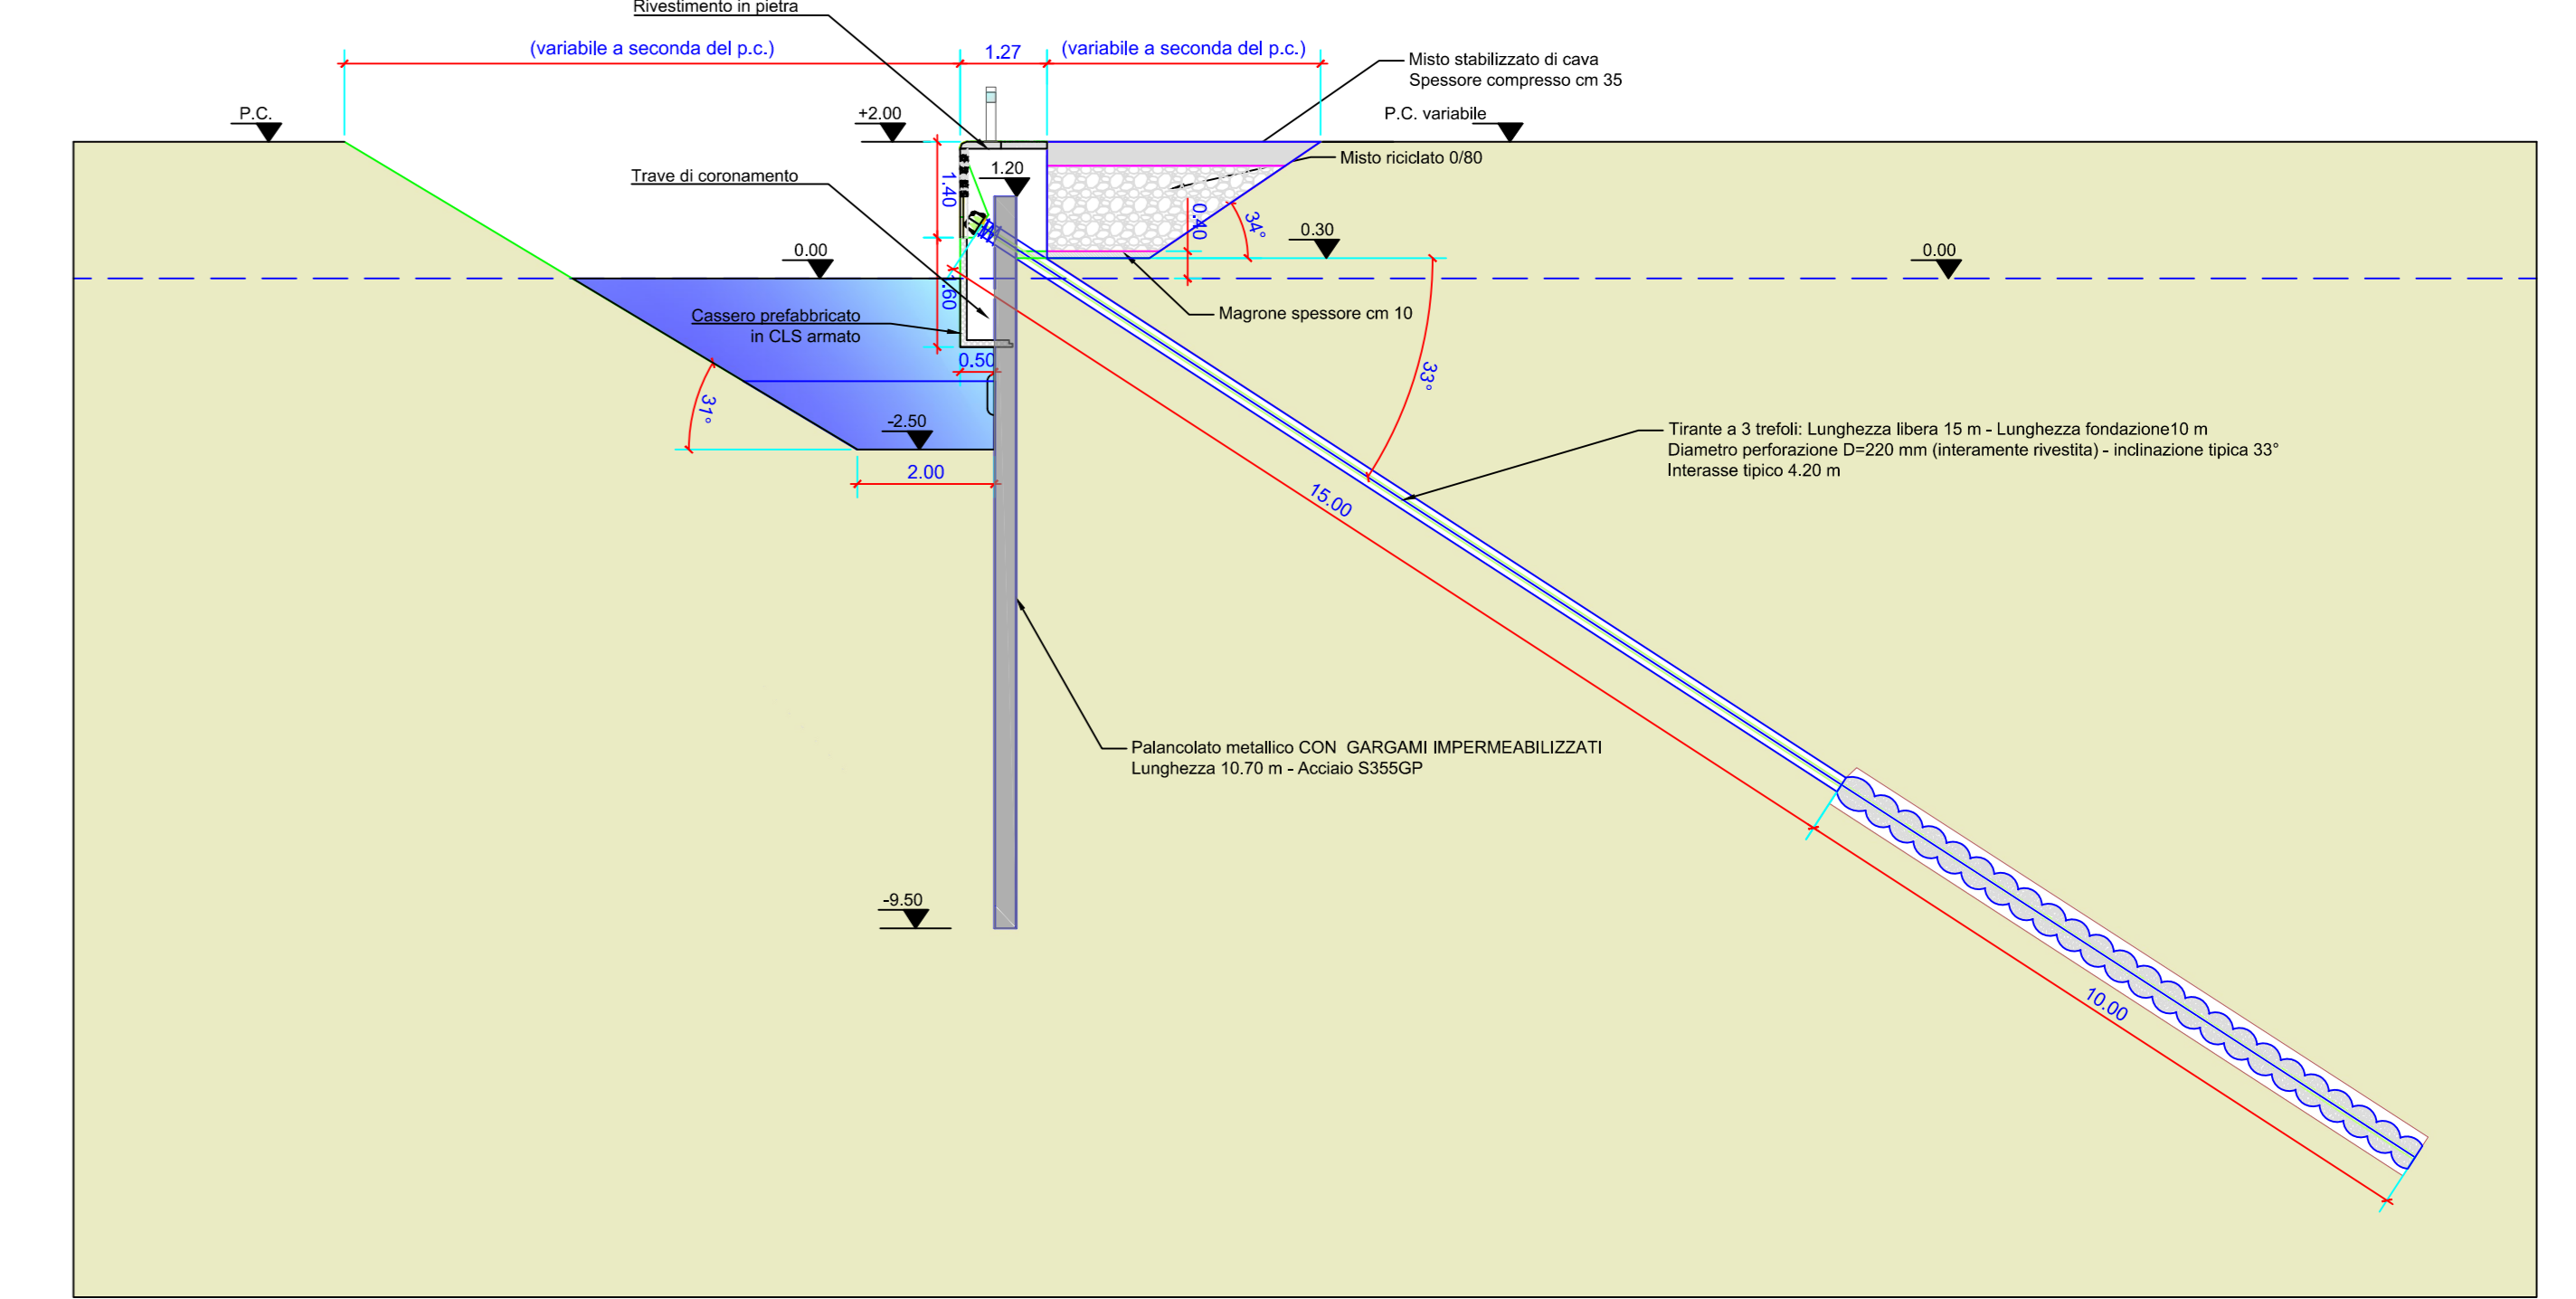 Rivestimento in pietra
(variabile a seconda del p.c.)
1.27
(variabile a seconda del p.c.)
Misto stabilizzato di cava
Spessore compresso cm 35
P.C.
+2.00
P.C. variabile
Misto riciclato 0/80
1.20
Trave di coronamento
1.40
0.40
34°
0.30
0.00
0.00
.60
Cassero prefabbricato
in CLS armato
Magrone spessore cm 10
0.50
33°
31°
-2.50
2.00
Tirante a 3 trefoli: Lunghezza libera 15 m - Lunghezza fondazione10 m
Diametro perforazione D=220 mm (interamente rivestita) - inclinazione tipica 33°
Interasse tipico 4.20 m
15.00
Palancolato metallico CON GARGAMI IMPERMEABILIZZATI
Lunghezza 10.70 m - Acciaio S355GP
-9.50
10.00